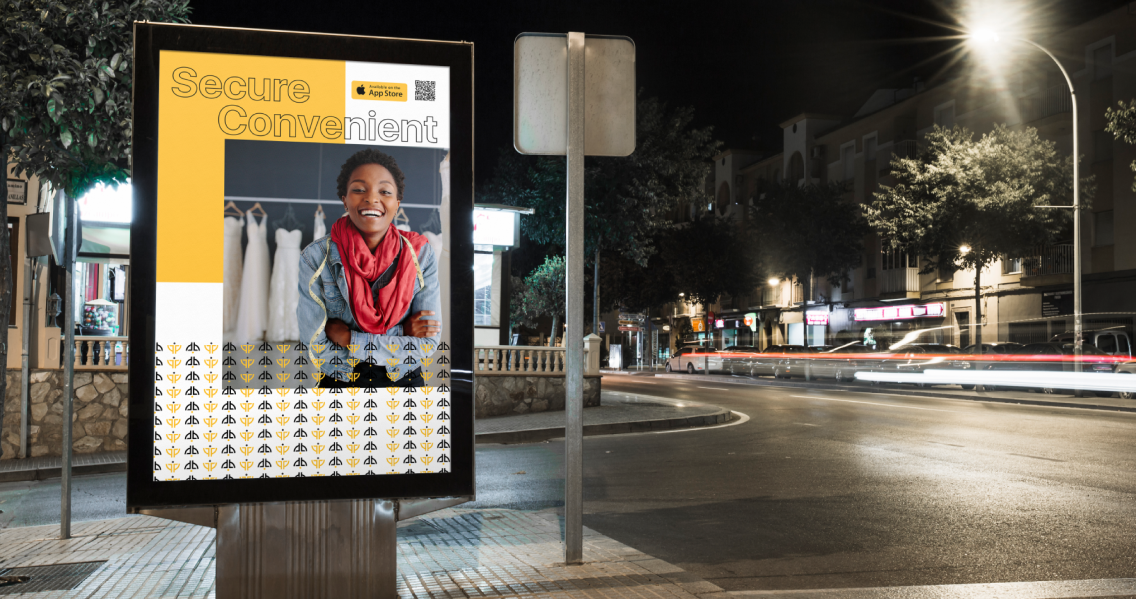 Secure
Convenient
Available on the
App Store